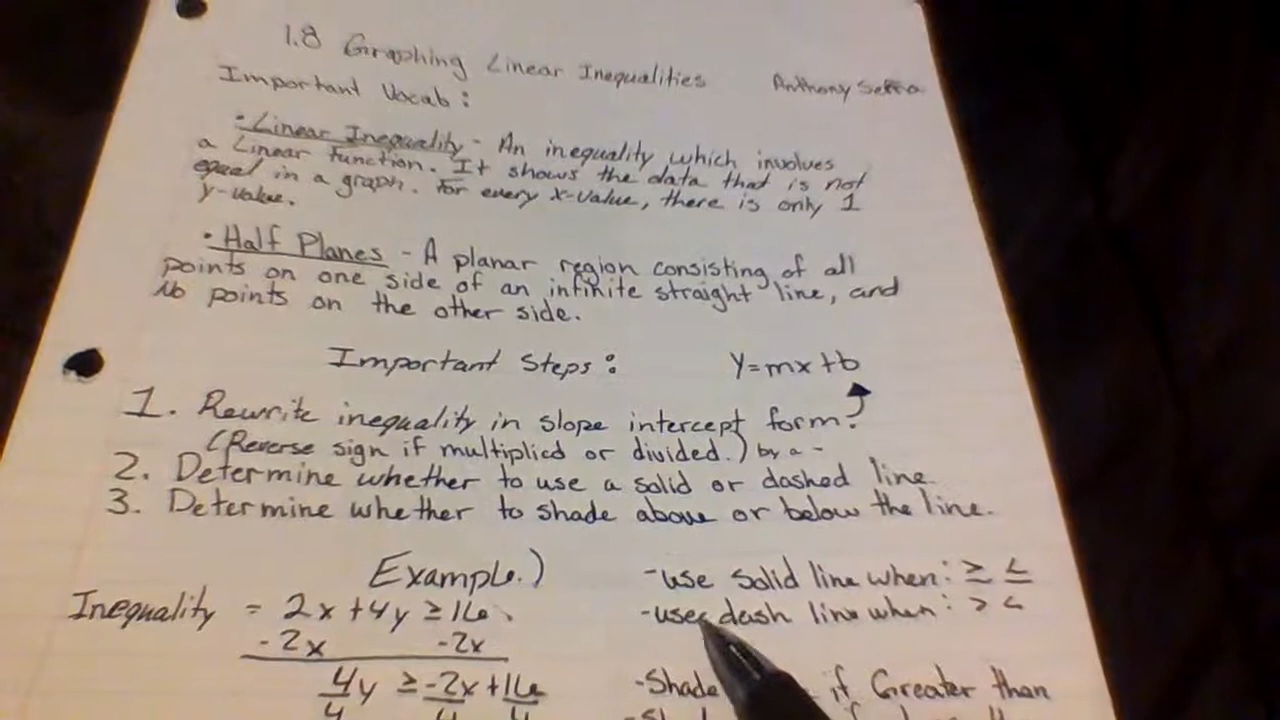 1.8 Graphing Linear Inequalities Anthony
Important Vocab:
• Linear Inequality - An inequality which involves
a Linear function. It shows the data that is not
equal in a graph. For every x-value, there is only 1
y-value.
• Half Planes - A planar region consisting of all
points on one side of an infinite straight line, and
No points on the other side.
Important Steps: y=mx+b
1. Rewrite inequality in slope intercept form?
(Reverse sign if multiplied or divided.) by a -
2. Determine whether to use a solid or dashed line.
3. Determine whether to shade above or below the line.
Example.) -use solid line when: ≥ ≤
Inequality = 2x+4y ≥ 16 -use dash line when: > <
-2x -2x
4y ≥ -2x+16 -Shade if Greater than
4 4 4